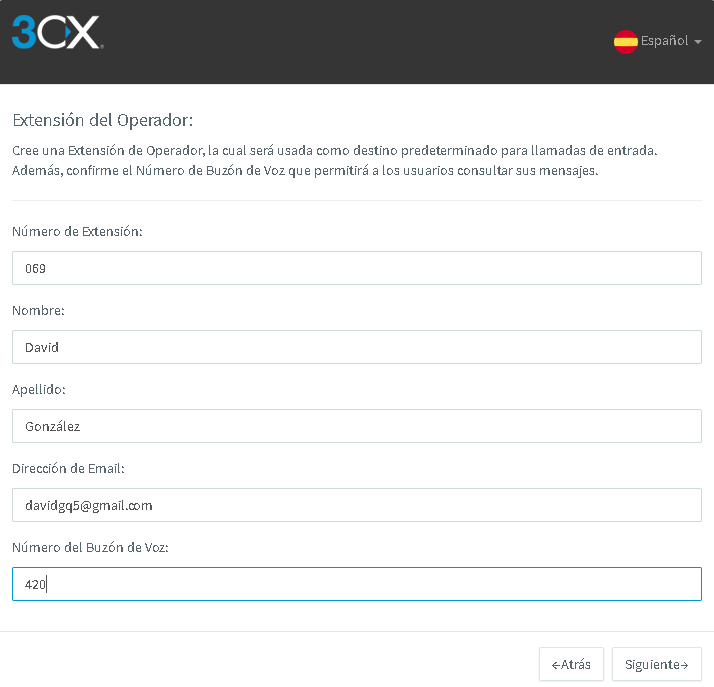 3CX
Español
Extensión del Operador:
Cree una Extensión de Operador, la cual será usada como destino predeterminado para llamadas de entrada.
Además, confirme el Número de Buzón de Voz que permitirá a los usuarios consultar sus mensajes.
Número de Extensión:
069
Nombre:
David
Apellido:
González
Dirección de Email:
davidgq5@gmail.com
Número del Buzón de Voz:
420
←Atrás
Siguiente→